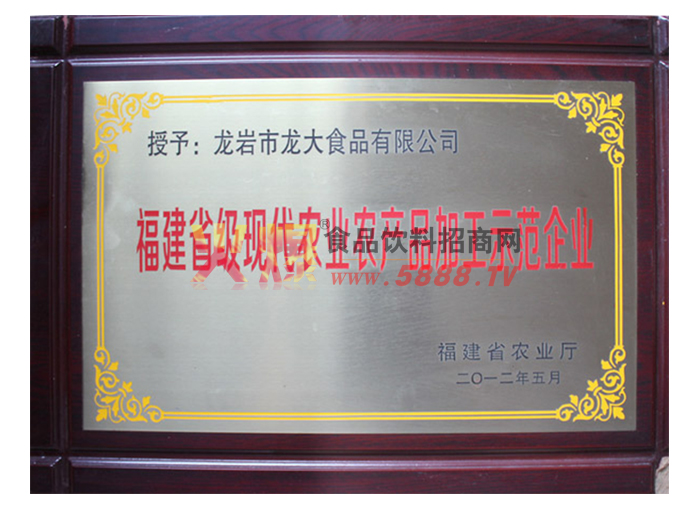 授予：龙岩市龙大食品有限公司
福建省级现代农业农产品加工示范企业
®食品饮料招商网
www.5888.TV
福建省农业厅
二〇一二年五月